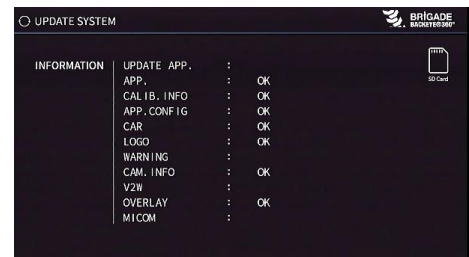 UPDATE SYSTEM
BRIGADE
BACKEYE®360°
SD Card
INFORMATION
UPDATE APP. :
APP. : OK
CALIB.INFO : OK
APP.CONFIG : OK
CAR : OK
LOGO : OK
WARNING :
CAM.INFO : OK
V2W :
OVERLAY : OK
MICOM :